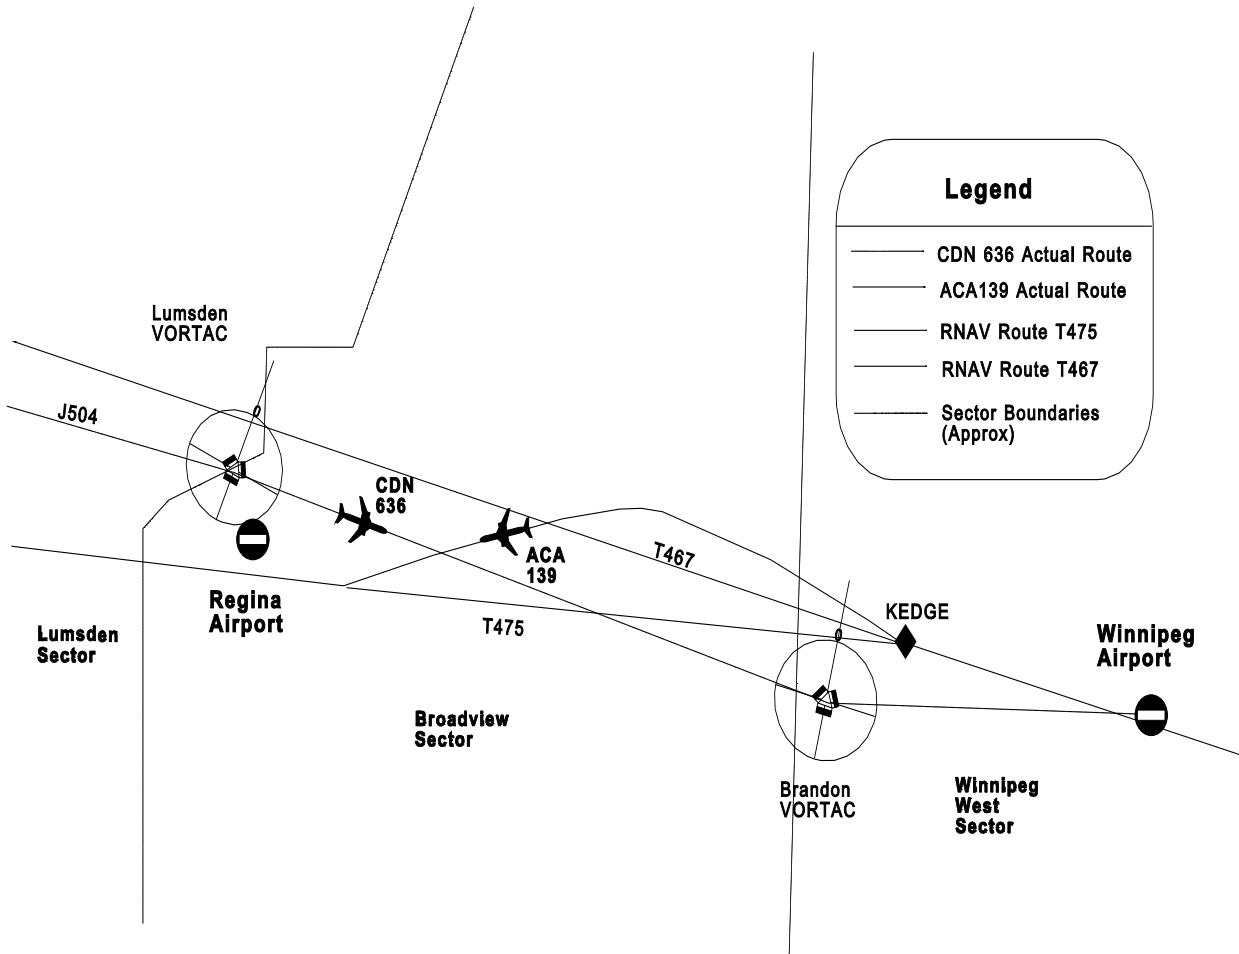 Legend
CDN 636 Actual Route
ACA139 Actual Route
RNAV Route T475
RNAV Route T467
Sector Boundaries
(Approx)
Lumsden
VORTAC
J504
CDN
636
ACA
139
T467
KEDGE
Regina
Airport
T475
Lumsden
Sector
Winnipeg
Airport
Broadview
Sector
Brandon
VORTAC
Winnipeg
West
Sector